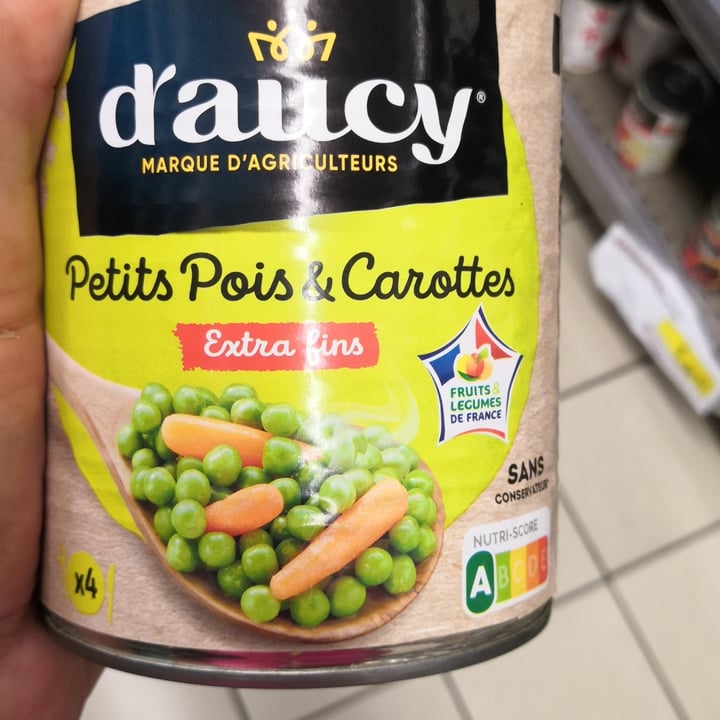 d'aucy®
MARQUE D'AGRICULTEURS
Petits Pois & Carottes
Extra fins
FRUITS &
LEGUMES
DE FRANCE
SANS
CONSERVATEUR
NUTRI-SCORE
A B C D E
x4